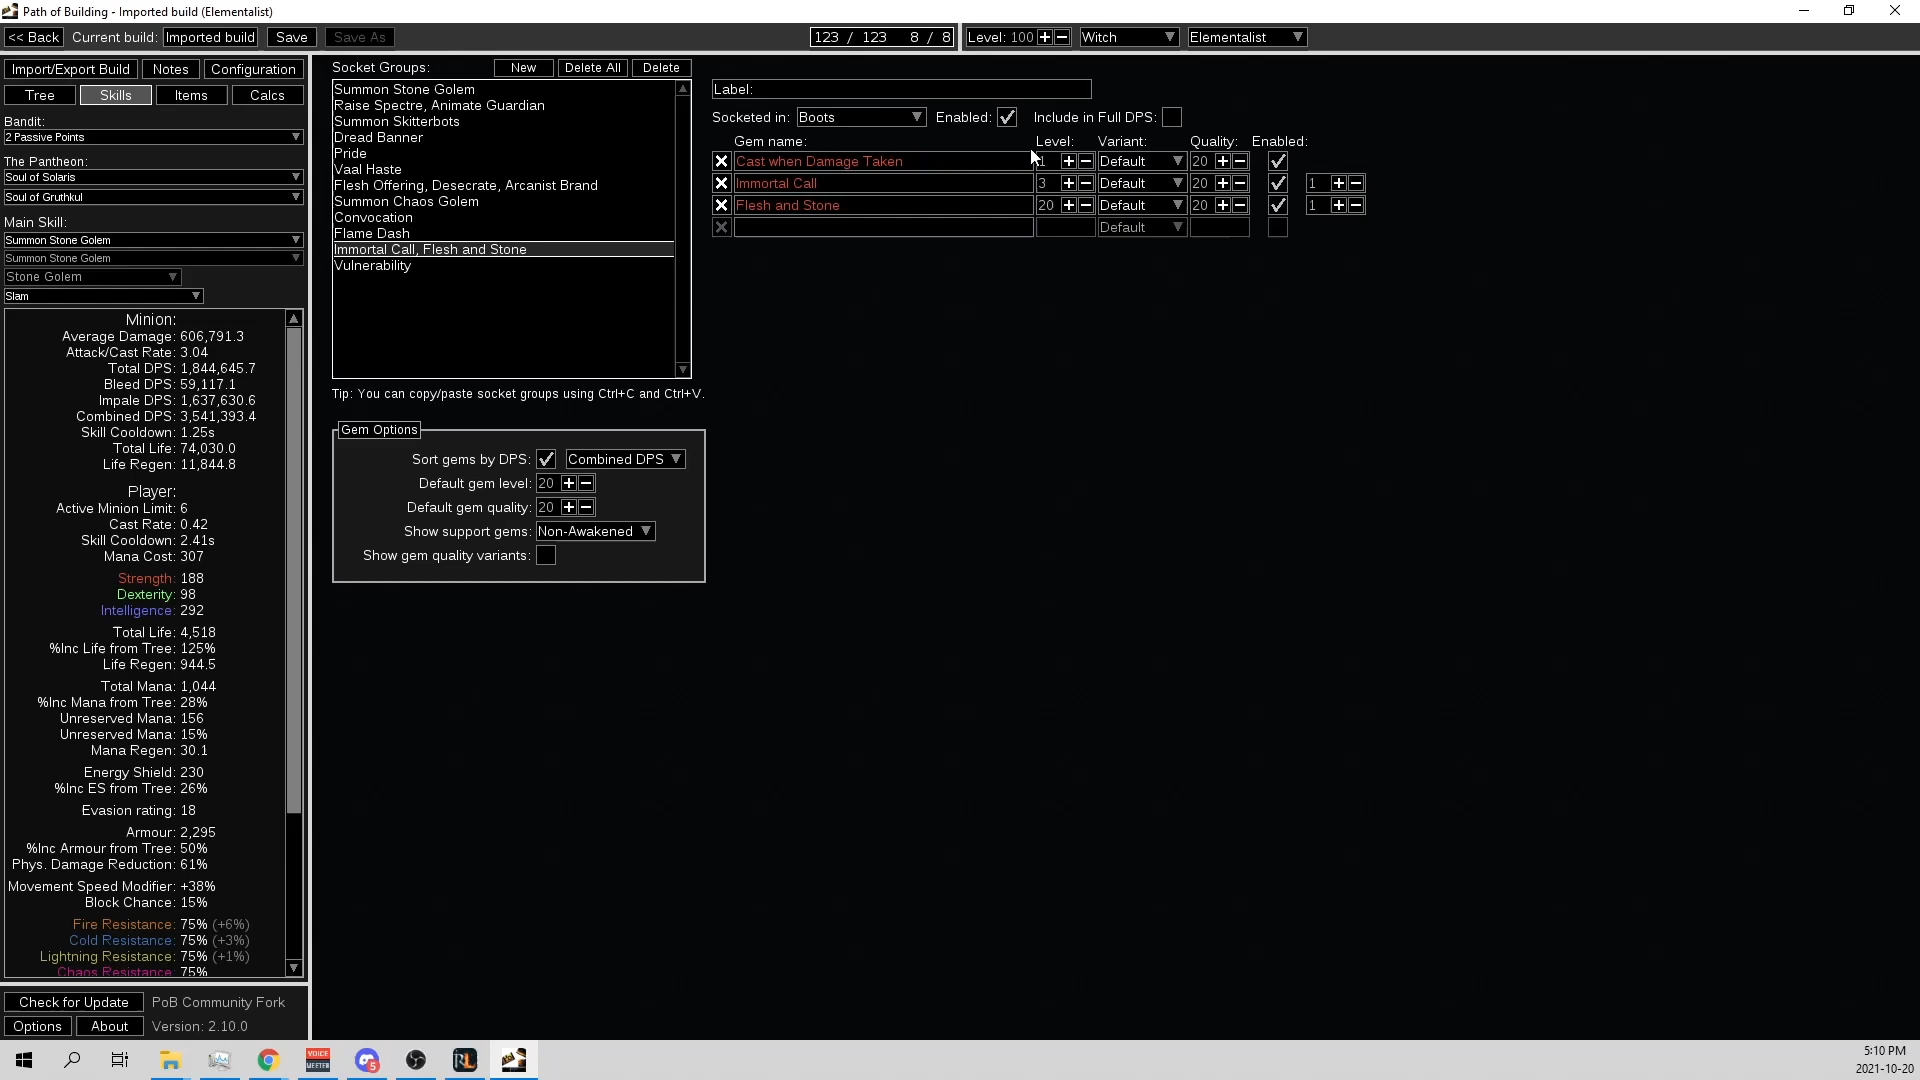 Path of Building - Imported build (Elementalist)
<< Back Current build: Imported build Save Save As 123 / 123 8 / 8 Level: 100 Witch Elementalist
Import/Export Build Notes Configuration
Tree Skills Items Calcs
Bandit:
2 Passive Points
The Pantheon:
Soul of Solaris
Soul of Gruthkul
Main Skill:
Summon Stone Golem
Summon Stone Golem
Stone Golem
Slam
Minion:
Average Damage: 606,791.3
Attack/Cast Rate: 3.04
Total DPS: 1,844,645.7
Bleed DPS: 59,117.1
Impale DPS: 1,637,630.6
Combined DPS: 3,541,393.4
Skill Cooldown: 1.25s
Total Life: 74,030.0
Life Regen: 11,844.8
Player:
Active Minion Limit: 6
Cast Rate: 0.42
Skill Cooldown: 2.41s
Mana Cost: 307
Strength: 188
Dexterity: 98
Intelligence: 292
Total Life: 4,518
%Inc Life from Tree: 125%
Life Regen: 944.5
Total Mana: 1,044
%Inc Mana from Tree: 28%
Unreserved Mana: 156
Unreserved Mana: 15%
Mana Regen: 30.1
Energy Shield: 230
%Inc ES from Tree: 26%
Evasion rating: 18
Armour: 2,295
%Inc Armour from Tree: 50%
Phys. Damage Reduction: 61%
Movement Speed Modifier: +38%
Block Chance: 15%
Fire Resistance: 75% (+6%)
Cold Resistance: 75% (+3%)
Lightning Resistance: 75% (+1%)
Chaos Resistance: 75%
Check for Update PoB Community Fork
Options About Version: 2.10.0
Socket Groups: New Delete All Delete
Summon Stone Golem
Raise Spectre, Animate Guardian
Summon Skitterbots
Dread Banner
Pride
Vaal Haste
Flesh Offering, Desecrate, Arcanist Brand
Summon Chaos Golem
Convocation
Flame Dash
Immortal Call, Flesh and Stone
Vulnerability
Tip: You can copy/paste socket groups using Ctrl+C and Ctrl+V.
Gem Options
Sort gems by DPS: Combined DPS
Default gem level: 20
Default gem quality: 20
Show support gems: Non-Awakened
Show gem quality variants:
Label:
Socketed in: Boots Enabled: Include in Full DPS:
Gem name: Level: Variant: Quality: Enabled:
Cast when Damage Taken 1 Default 20
Immortal Call 3 Default 20 1
Flesh and Stone 20 Default 20 1
Default
VOICE
MEETER
5
RL
5:10 PM
2021-10-20